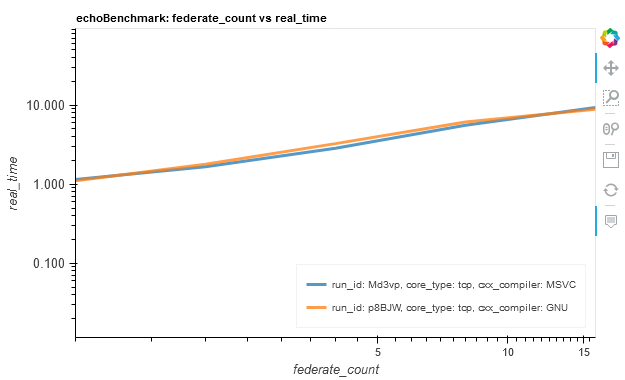 echoBenchmark: federate_count vs real_time
10.000
1.000
0.100
real_time
run_id: Md3vp, core_type: tcp, cxx_compiler: MSVC
run_id: p8BJW, core_type: tcp, cxx_compiler: GNU
5
10
15
federate_count